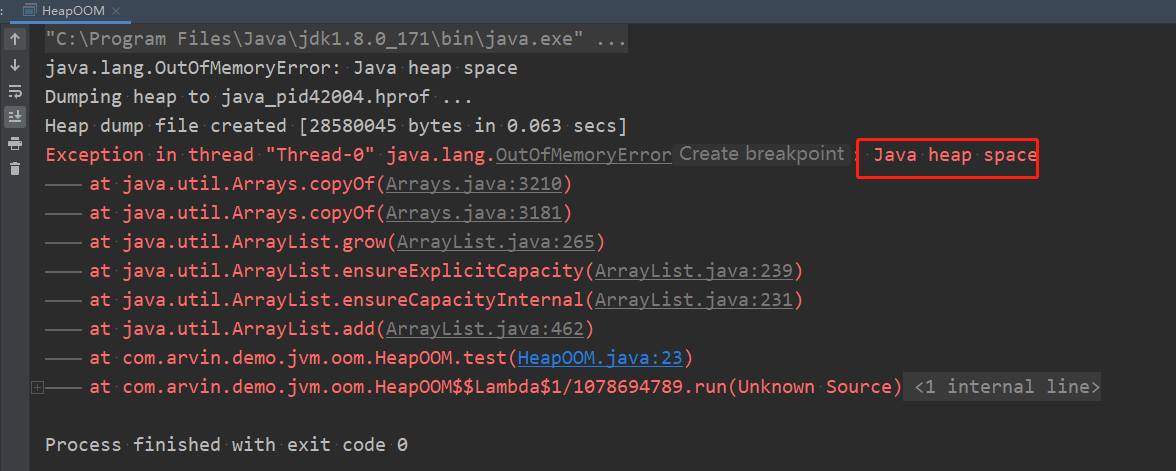 HeapOOM
"C:\Program Files\Java\jdk1.8.0_171\bin\java.exe" ...
java.lang.OutOfMemoryError: Java heap space
Dumping heap to java_pid42004.hprof ...
Heap dump file created [28580045 bytes in 0.063 secs]
Exception in thread "Thread-0" java.lang.OutOfMemoryError Create breakpoint : Java heap space
at java.util.Arrays.copyOf(Arrays.java:3210)
at java.util.Arrays.copyOf(Arrays.java:3181)
at java.util.ArrayList.grow(ArrayList.java:265)
at java.util.ArrayList.ensureExplicitCapacity(ArrayList.java:239)
at java.util.ArrayList.ensureCapacityInternal(ArrayList.java:231)
at java.util.ArrayList.add(ArrayList.java:462)
at com.arvin.demo.jvm.oom.HeapOOM.test(HeapOOM.java:23)
at com.arvin.demo.jvm.oom.HeapOOM$$Lambda$1/1078694789.run(Unknown Source) <1 internal line>
Process finished with exit code 0